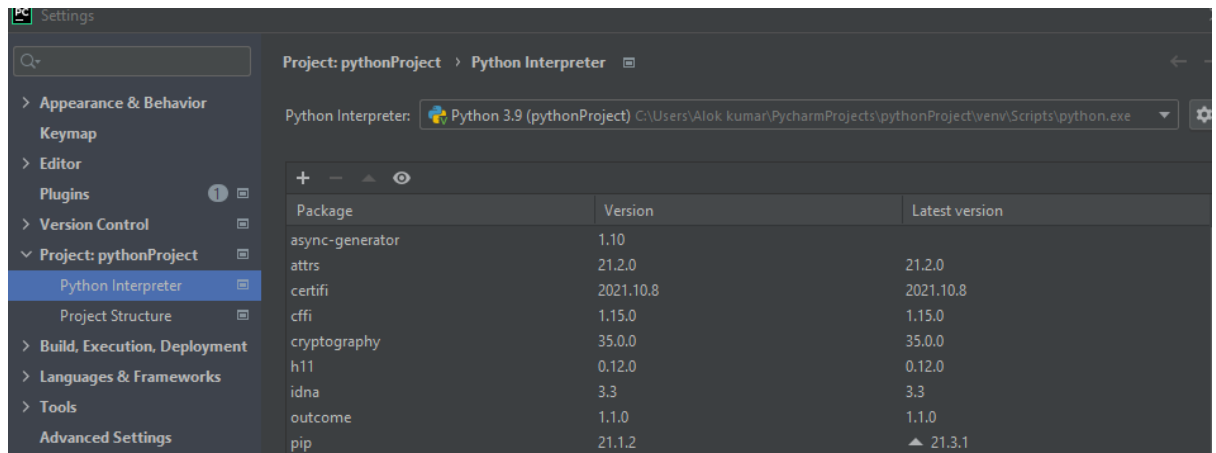 PC Settings
Project: pythonProject > Python Interpreter
Appearance & Behavior
Python Interpreter: Python 3.9 (pythonProject) C:\Users\Alok kumar\PycharmProjects\pythonProject\venv\Scripts\python.exe
Keymap
Editor
Plugins 1
Version Control
Project: pythonProject
Python Interpreter
Project Structure
Build, Execution, Deployment
Languages & Frameworks
Tools
Advanced Settings
Package Version Latest version
async-generator 1.10
attrs 21.2.0 21.2.0
certifi 2021.10.8 2021.10.8
cffi 1.15.0 1.15.0
cryptography 35.0.0 35.0.0
h11 0.12.0 0.12.0
idna 3.3 3.3
outcome 1.1.0 1.1.0
pip 21.1.2 21.3.1